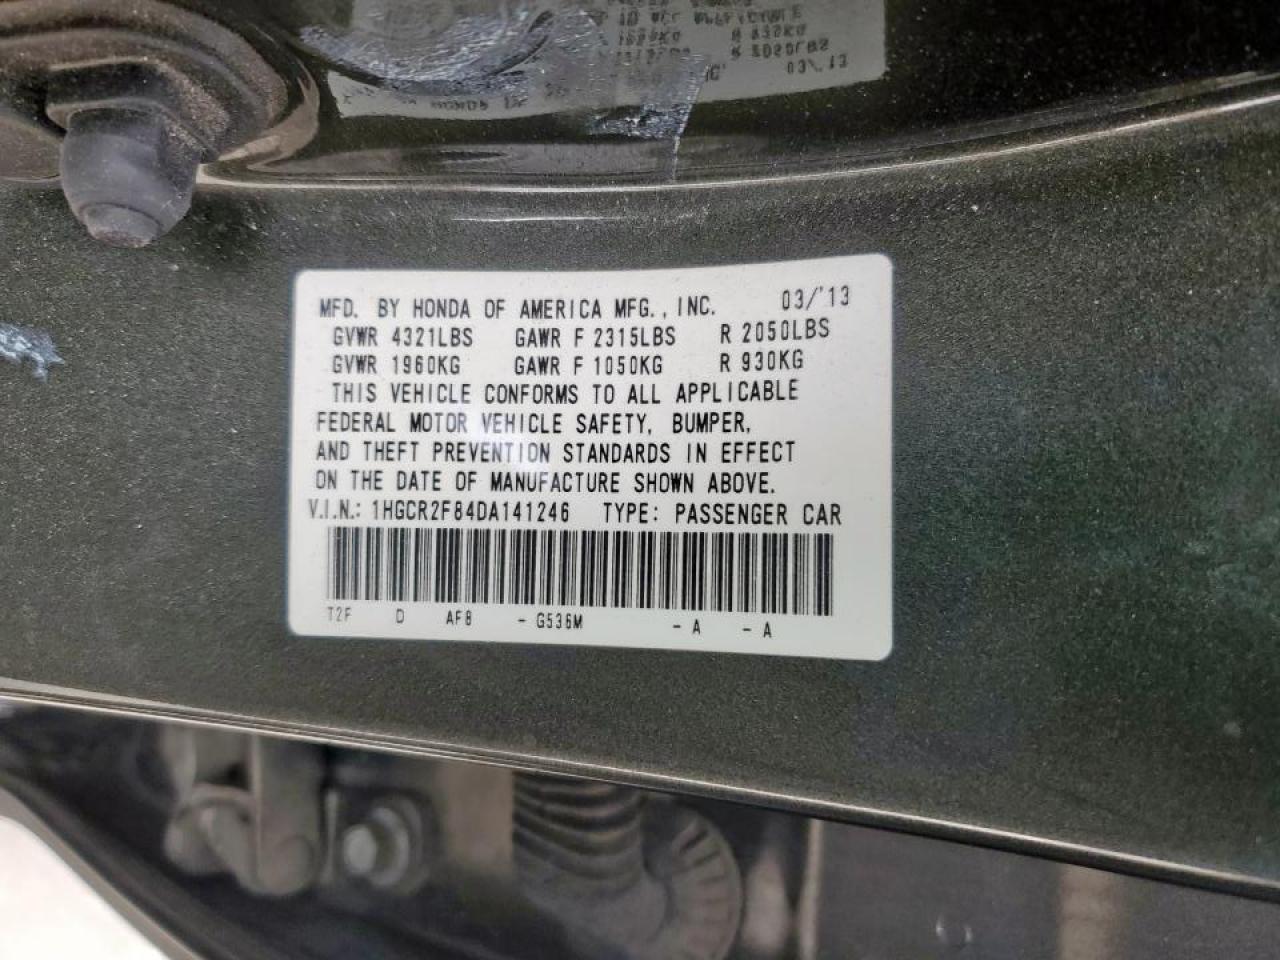 03/'13
MFD. BY HONDA OF AMERICA MFG., INC. 03/'13
GVWR 4321LBS GAWR F 2315LBS R 2050LBS
GVWR 1960KG GAWR F 1050KG R 930KG
THIS VEHICLE CONFORMS TO ALL APPLICABLE
FEDERAL MOTOR VEHICLE SAFETY, BUMPER,
AND THEFT PREVENTION STANDARDS IN EFFECT
ON THE DATE OF MANUFACTURE SHOWN ABOVE.
V.I.N.: 1HGCR2F84DA141246 TYPE: PASSENGER CAR
T2F D AF8 - G536M - A - A